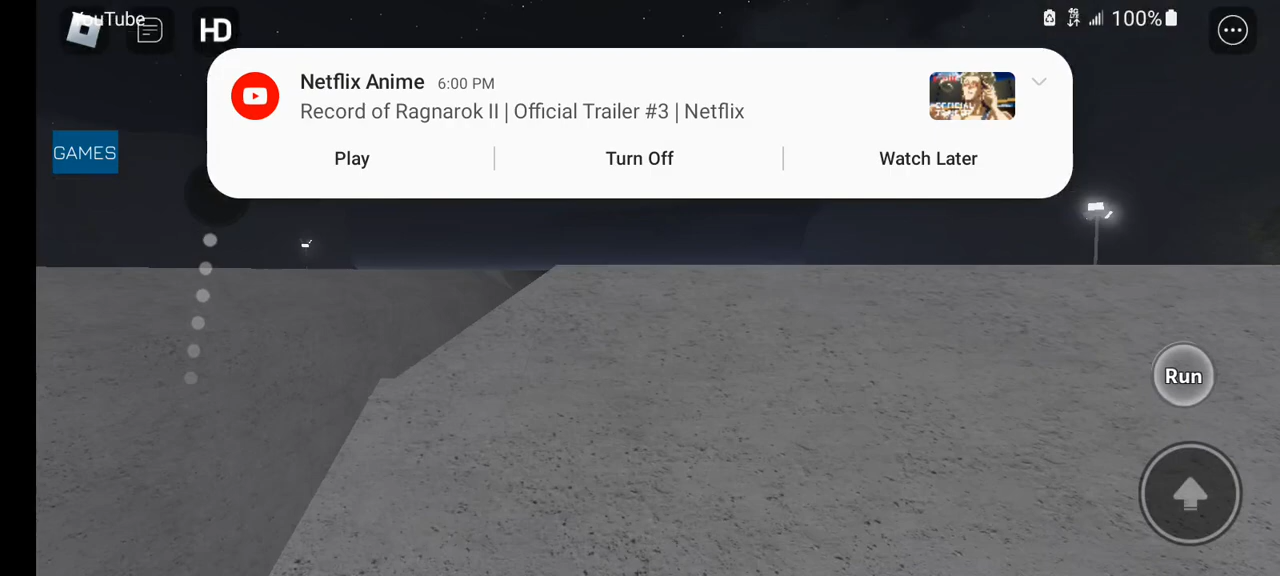 YouTube
HD
100%
Netflix Anime 6:00 PM
Record of Ragnarok II | Official Trailer #3 | Netflix
Play
Turn Off
Watch Later
GAMES
Run